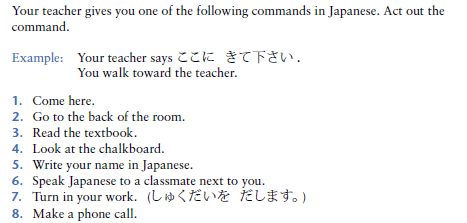 Your teacher gives you one of the following commands in Japanese. Act out the
command.
Example: Your teacher says ここに きて下さい.
You walk toward the teacher.
1. Come here.
2. Go to the back of the room.
3. Read the textbook.
4. Look at the chalkboard.
5. Write your name in Japanese.
6. Speak Japanese to a classmate next to you.
7. Turn in your work. (しゅくだいを だします。)
8. Make a phone call.